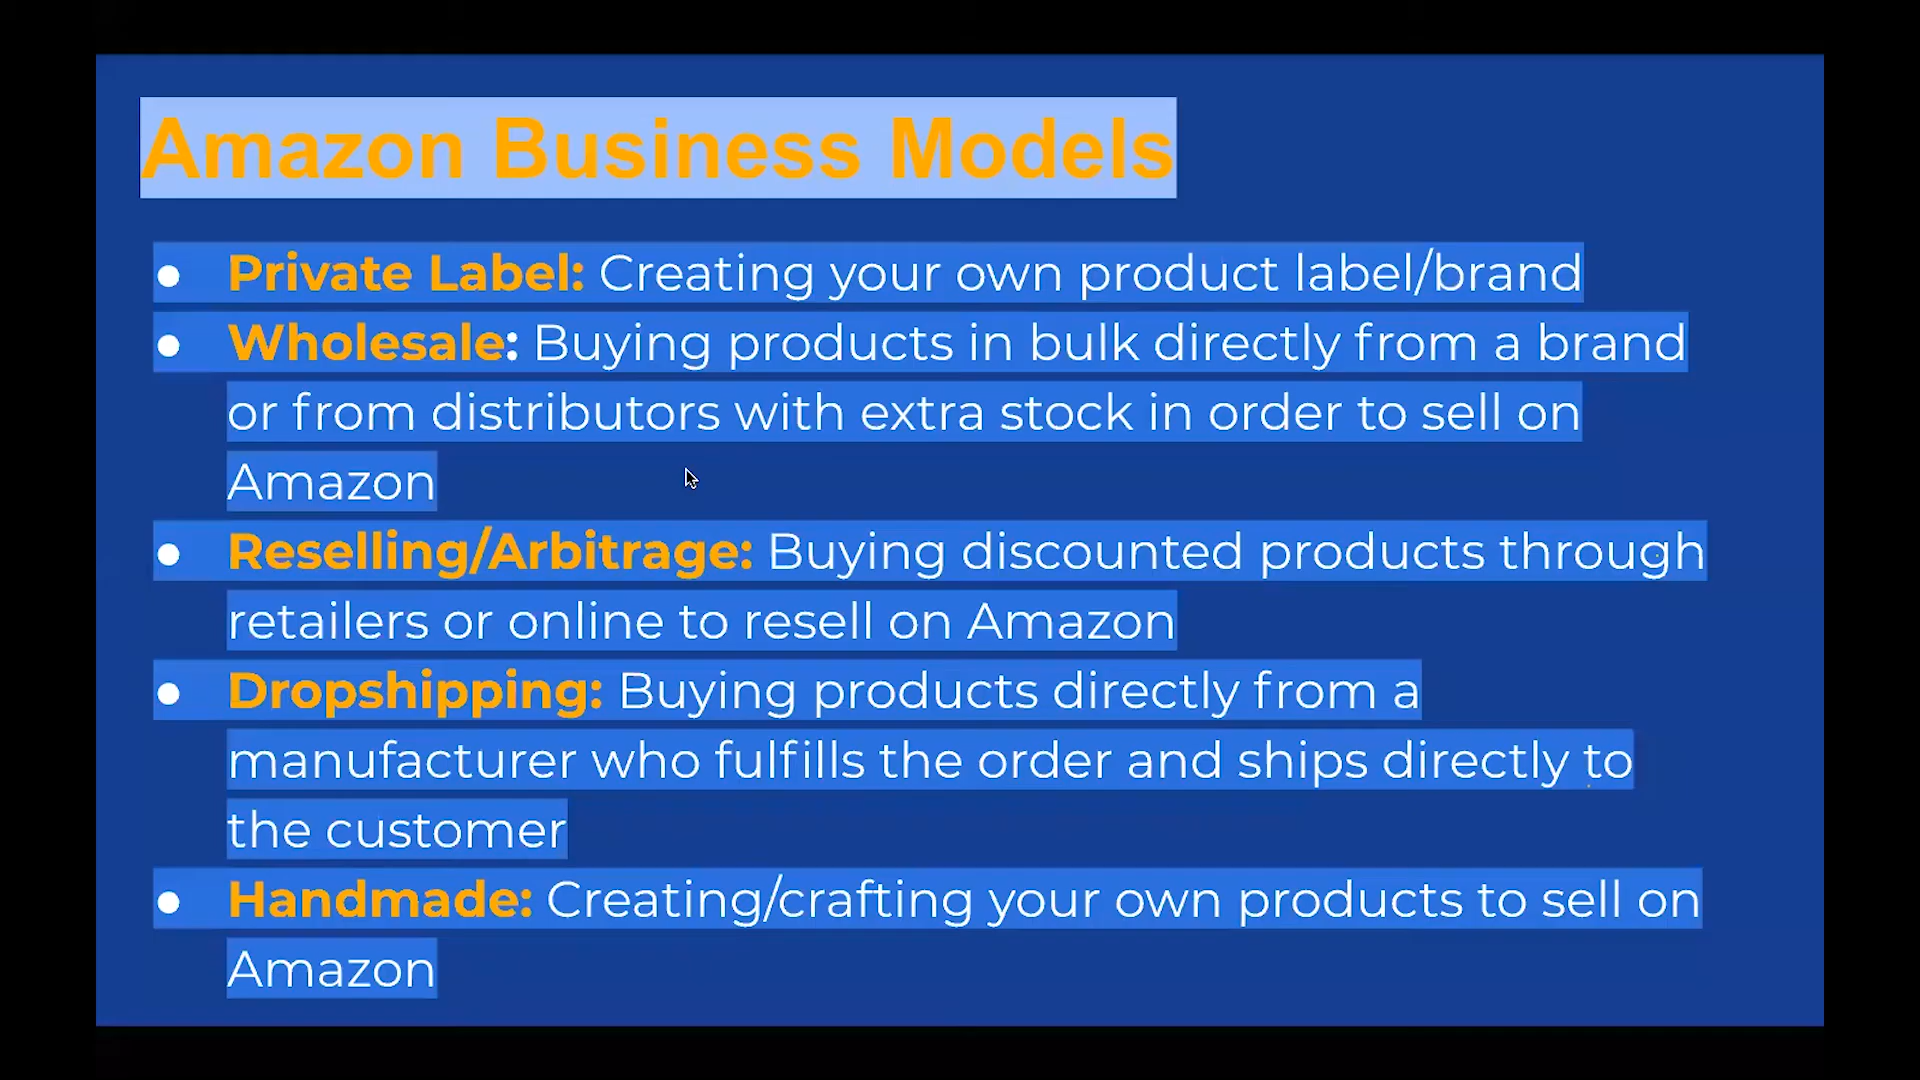 Amazon Business Models
● Private Label: Creating your own product label/brand
● Wholesale: Buying products in bulk directly from a brand
or from distributors with extra stock in order to sell on
Amazon
● Reselling/Arbitrage: Buying discounted products through
retailers or online to resell on Amazon
● Dropshipping: Buying products directly from a
manufacturer who fulfills the order and ships directly to
the customer
● Handmade: Creating/crafting your own products to sell on
Amazon